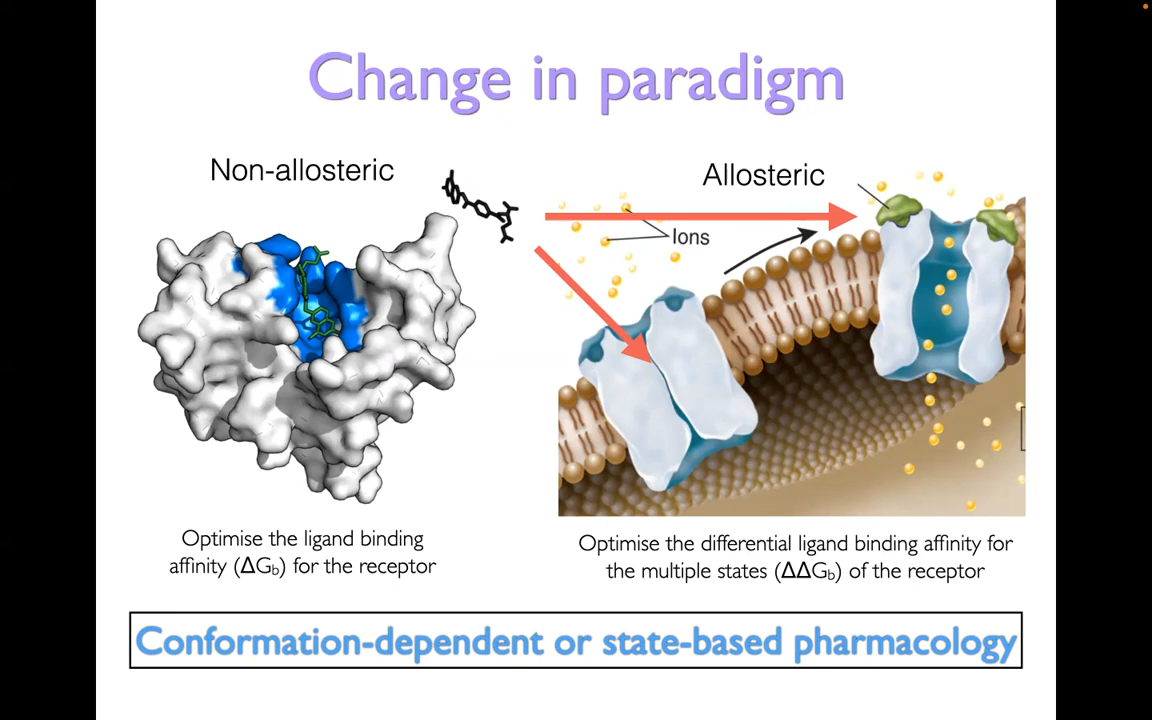 Change in paradigm
Non-allosteric
Allosteric
Ions
Optimise the ligand binding
affinity (ΔGb) for the receptor
Optimise the differential ligand binding affinity for
the multiple states (ΔΔGb) of the receptor
Conformation-dependent or state-based pharmacology